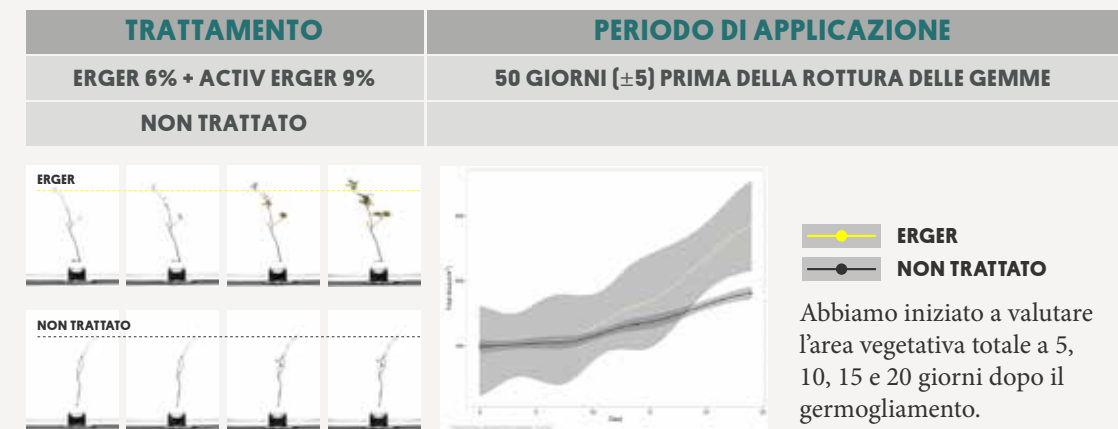 TRATTAMENTO
PERIODO DI APPLICAZIONE
ERGER 6% + ACTIV ERGER 9%
50 GIORNI (±5) PRIMA DELLA ROTTURA DELLE GEMME
NON TRATTATO
ERGER
NON TRATTATO
ERGER
NON TRATTATO
Abbiamo iniziato a valutare
l'area vegetativa totale a 5,
10, 15 e 20 giorni dopo il
germogliamento.